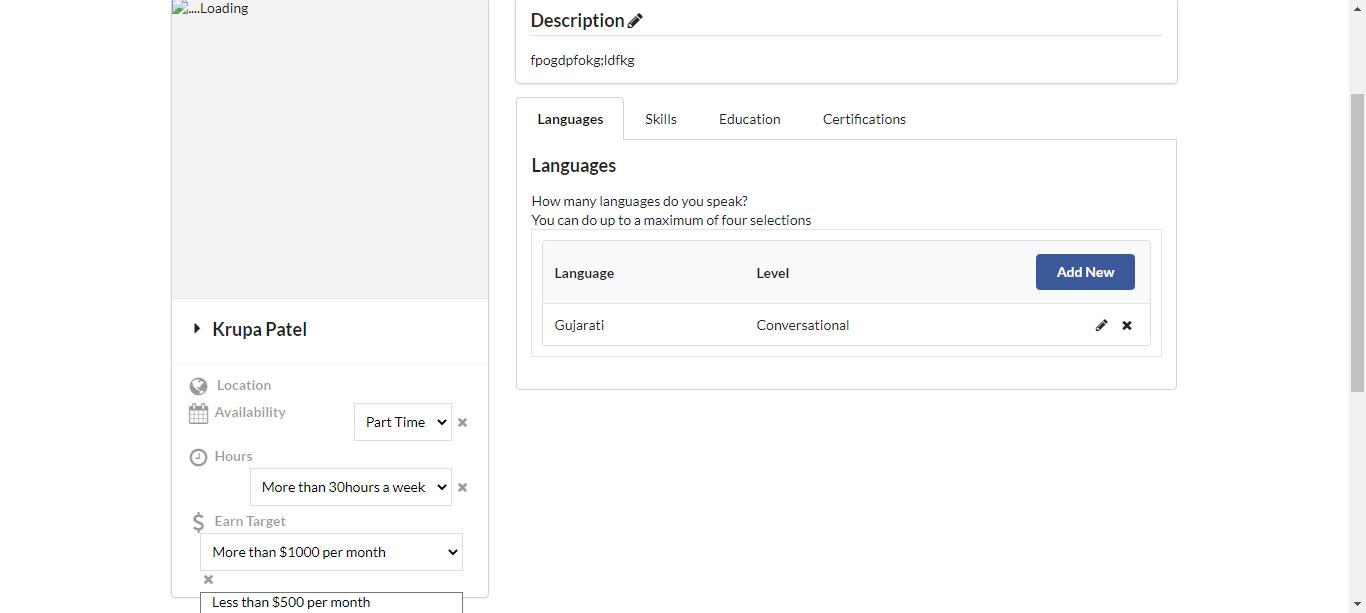 ....Loading
Krupa Patel
Location
Availability
Part Time
Hours
More than 30hours a week
Earn Target
More than $1000 per month
Less than $500 per month
Description
fpogdpfokg;ldfkg
Languages Skills Education Certifications
Languages
How many languages do you speak?
You can do up to a maximum of four selections
Language Level Add New
Gujarati Conversational